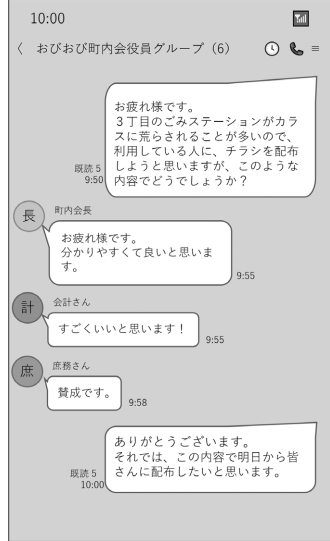 10:00
おびおび町内会役員グループ（6）
お疲れ様です。
３丁目のごみステーションがカラ
スに荒らされることが多いので、
利用している人に、チラシを配布
しようと思いますが、このような
内容でどうでしょうか？
既読 5
9:50
長
町内会長
お疲れ様です。
分かりやすくて良いと思いま
す。
9:55
計
会計さん
すごくいいと思います！
9:55
庶
庶務さん
賛成です。
9:58
ありがとうございます。
それでは、この内容で明日から皆
さんに配布したいと思います。
既読 5
10:00